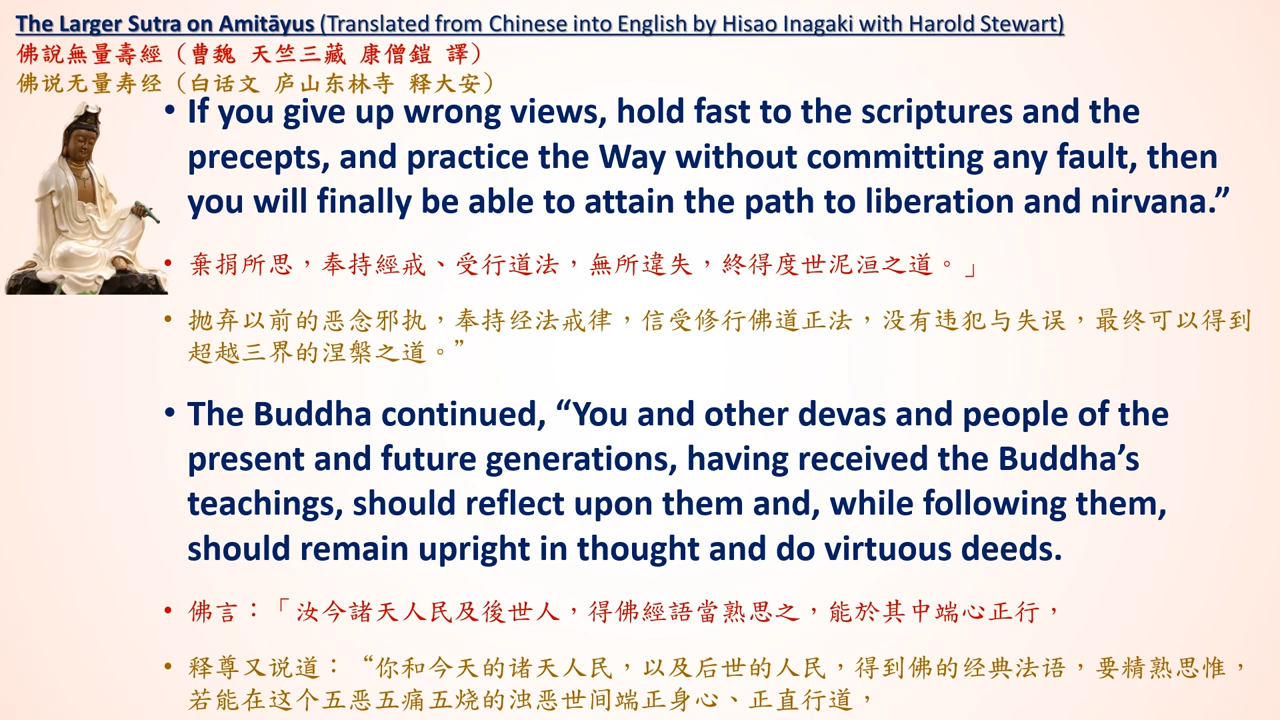 The Larger Sutra on Amitāyus (Translated from Chinese into English by Hisao Inagaki with Harold Stewart)
佛說無量壽經（曹魏 天竺三藏 康僧鎧 譯）
佛说无量寿经（白话文 庐山东林寺 释大安）
• If you give up wrong views, hold fast to the scriptures and the
precepts, and practice the Way without committing any fault, then
you will finally be able to attain the path to liberation and nirvana.”
• 棄捐所思，奉持經戒、受行道法，無所違失，終得度世泥洹之道。」
• 抛弃以前的恶念邪执，奉持经法戒律，信受修行佛道正法，没有违犯与失误，最终可以得到
超越三界的涅槃之道。”
• The Buddha continued, “You and other devas and people of the
present and future generations, having received the Buddha’s
teachings, should reflect upon them and, while following them,
should remain upright in thought and do virtuous deeds.
• 佛言：「汝今諸天人民及後世人，得佛經語當熟思之，能於其中端心正行，
• 释尊又说道：“你和今天的诸天人民，以及后世的人民，得到佛的经典法语，要精熟思惟，
若能在这个五恶五痛五烧的浊恶世间端正身心、正直行道，